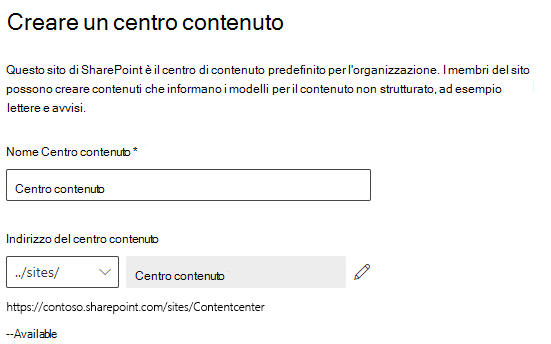 Creare un centro contenuto
Questo sito di SharePoint è il centro di contenuto predefinito per l'organizzazione. I membri del sito
possono creare contenuti che informano i modelli per il contenuto non strutturato, ad esempio
lettere e avvisi.
Nome Centro contenuto *
Centro contenuto
Indirizzo del centro contenuto
../sites/ Centro contenuto
https://contoso.sharepoint.com/sites/Contentcenter
--Available